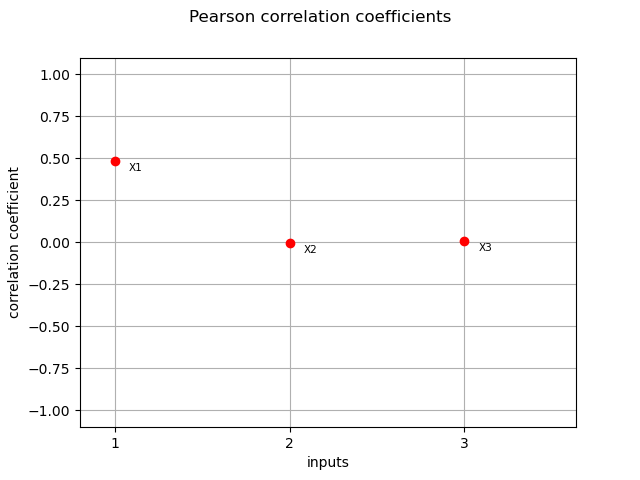 Pearson correlation coefficients
1.00
0.75
0.50
0.25
0.00
−0.25
−0.50
−0.75
−1.00
correlation coefficient
X1
X2
X3
1 2 3
inputs